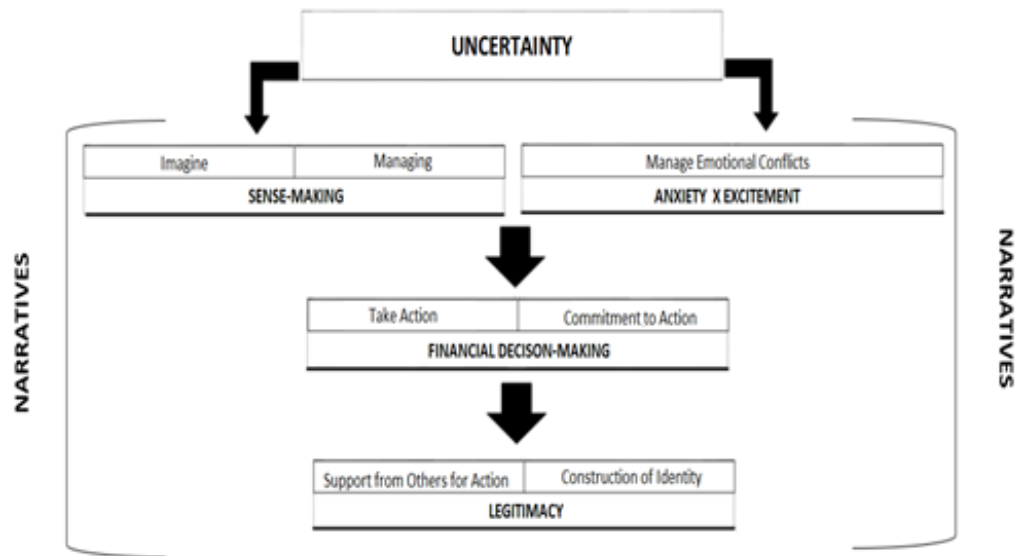 UNCERTAINTY
Imagine
Managing
SENSE-MAKING
Manage Emotional Conflicts
ANXIETY X EXCITEMENT
NARRATIVES
NARRATIVES
Take Action
Commitment to Action
FINANCIAL DECISON-MAKING
Support from Others for Action
Construction of Identity
LEGITIMACY